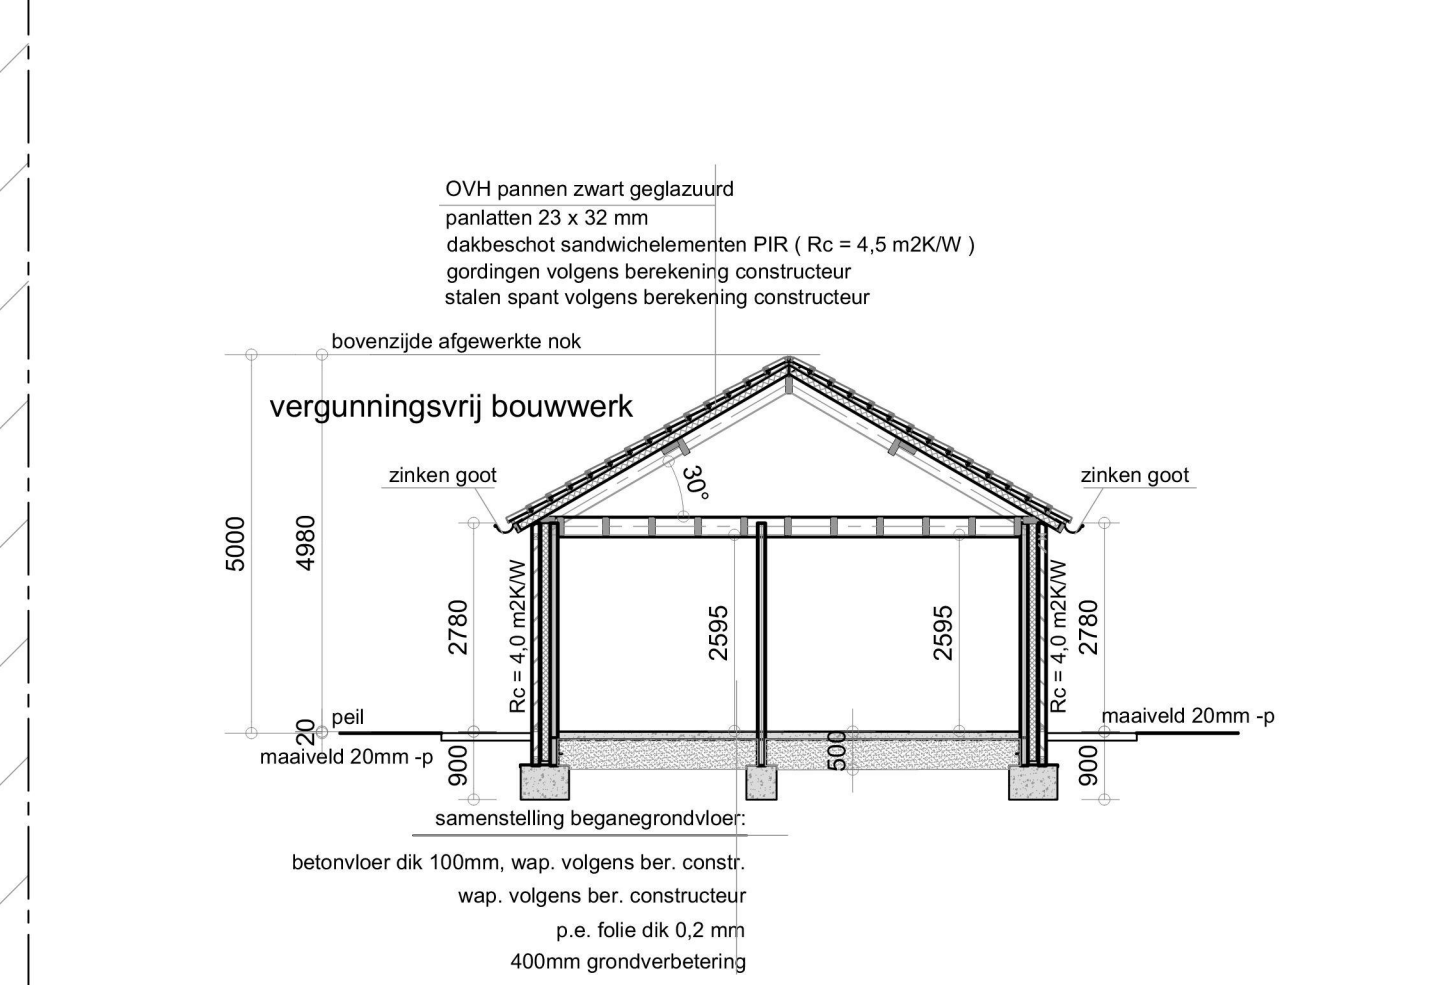 OVH pannen zwart geglazuurd
panlatten 23 x 32 mm
dakbeschot sandwichelementen PIR ( Rc = 4,5 m2K/W )
gordingen volgens berekening constructeur
stalen spant volgens berekening constructeur
bovenzijde afgewerkte nok
vergunningsvrij bouwwerk
zinken goot
zinken goot
30°
5000
4980
2780
Rc = 4,0 m2K/W
2595
2595
Rc = 4,0 m2K/W
2780
peil
20
maaiveld 20mm -p
maaiveld 20mm -p
900
500
900
samenstelling beganegrondvloer:
betonvloer dik 100mm, wap. volgens ber. constr.
wap. volgens ber. constructeur
p.e. folie dik 0,2 mm
400mm grondverbetering